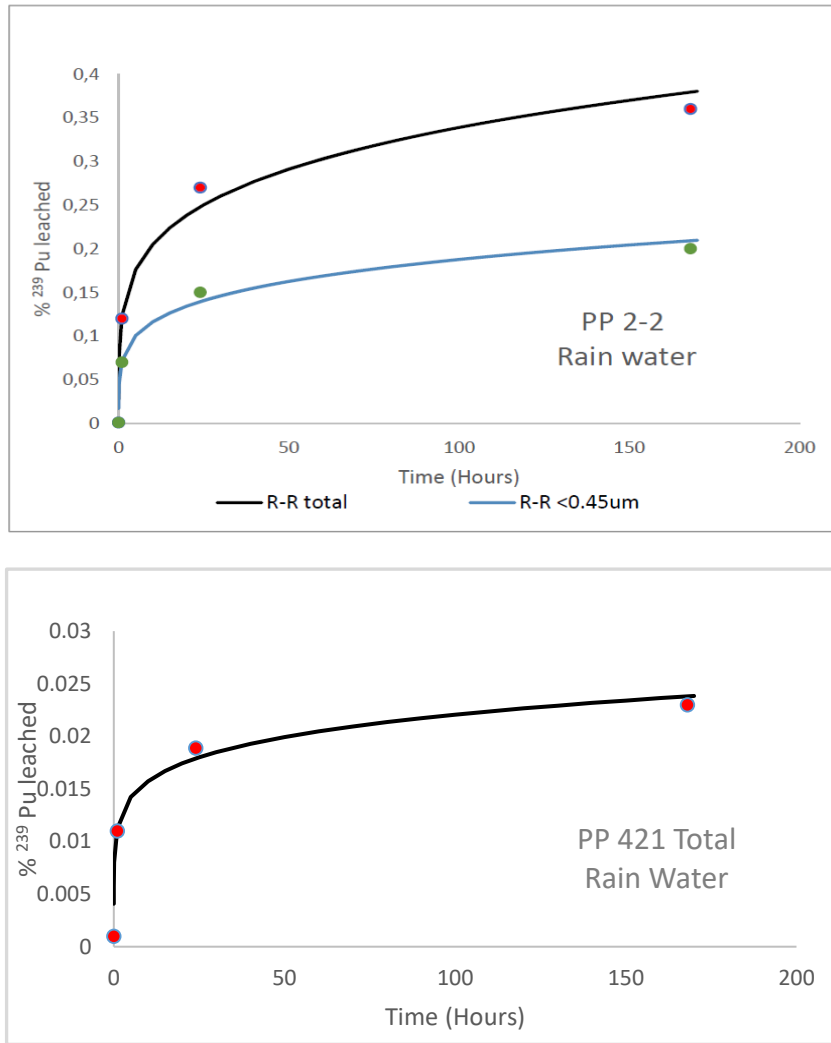 0,4
0,35
0,3
0,25
0,2
0,15
0,1
0,05
0
% ²³⁹ Pu leached
PP 2-2
Rain water
0 50 100 150 200
Time (Hours)
R-R total R-R <0.45um
0.03
0.025
0.02
0.015
0.01
0.005
0
% ²³⁹ Pu leached
PP 421 Total
Rain Water
0 50 100 150 200
Time (Hours)